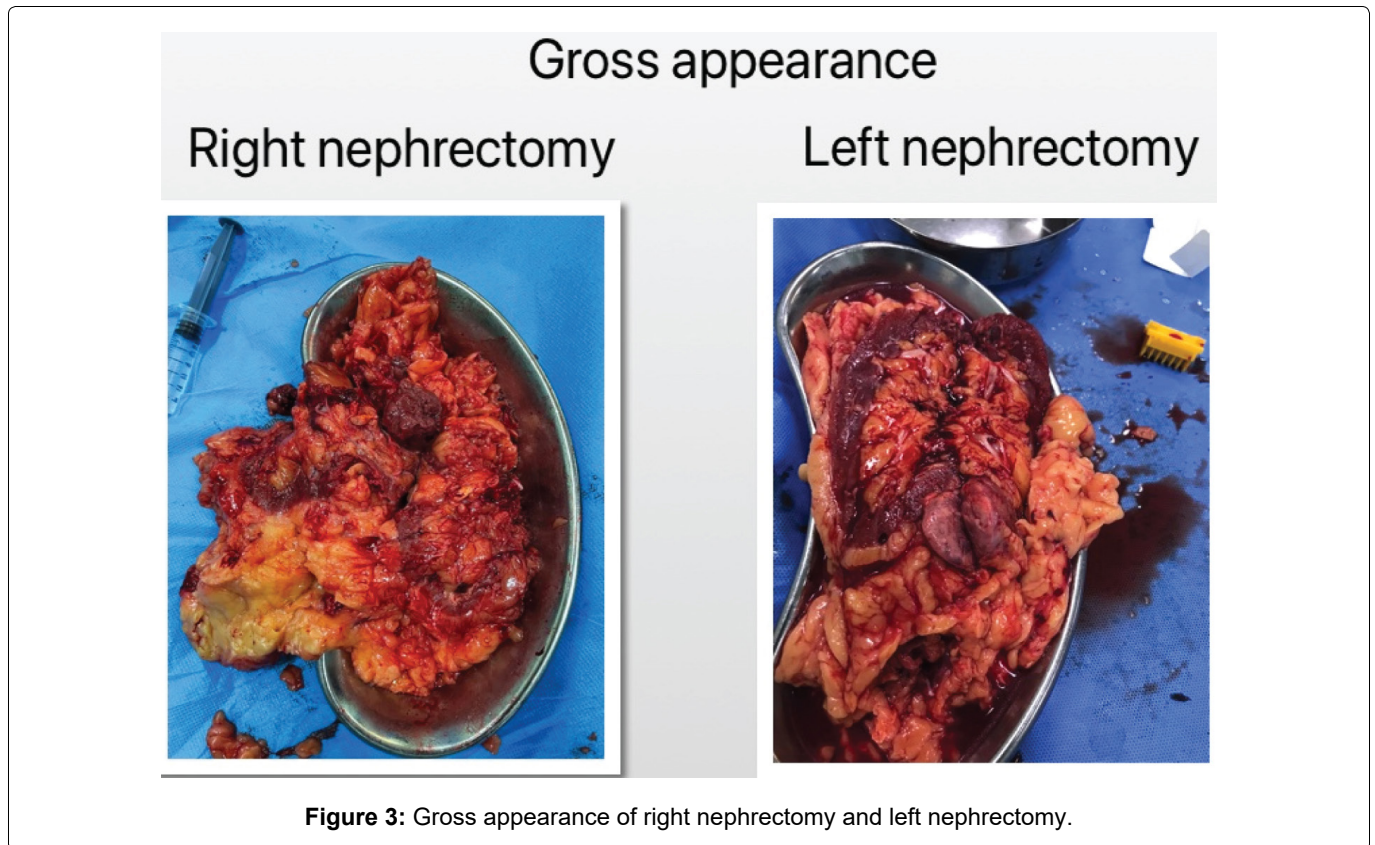 Gross appearance
Right nephrectomy
Left nephrectomy
Figure 3: Gross appearance of right nephrectomy and left nephrectomy.